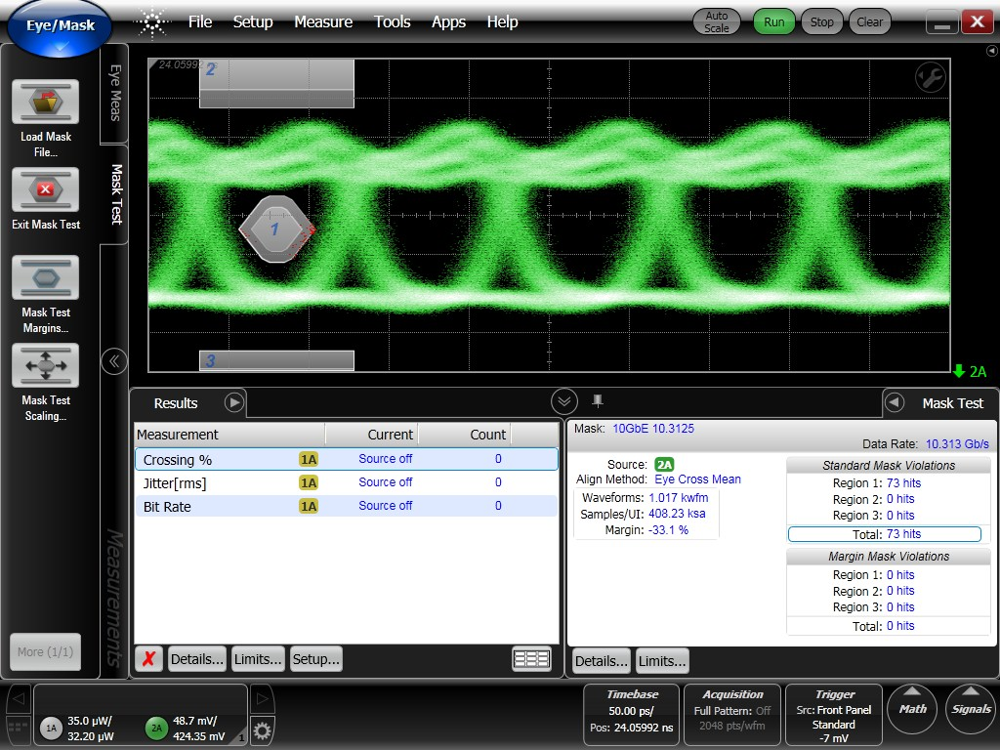 Eye/Mask
File Setup Measure Tools Apps Help
Auto
Scale
Run
Stop
Clear
Eye Meas
Mask Test
Load Mask
File...
Exit Mask Test
Mask Test
Margins...
Mask Test
Scaling...
More (1/1)
Measurements
2
1
3
2A
Results
Measurement Current Count
Crossing % 1A Source off 0
Jitter[rms] 1A Source off 0
Bit Rate 1A Source off 0
Details... Limits... Setup...
Mask Test
Mask: 10GbE 10.3125
Data Rate: 10.313 Gb/s
Source: 2A
Align Method: Eye Cross Mean
Waveforms: 1.017 kwfm
Samples/UI: 408.23 ksa
Margin: -33.1 %
Standard Mask Violations
Region 1: 73 hits
Region 2: 0 hits
Region 3: 0 hits
Total: 73 hits
Margin Mask Violations
Region 1: 0 hits
Region 2: 0 hits
Region 3: 0 hits
Total: 0 hits
Details... Limits...
1A 35.0 µW/
32.20 µW
2A 48.7 mV/
424.35 mV
1
Timebase
50.00 ps/
Pos: 24.05992 ns
Acquisition
Full Pattern: Off
2048 pts/wfm
Trigger
Src: Front Panel
Standard
-7 mV
Math
Signals